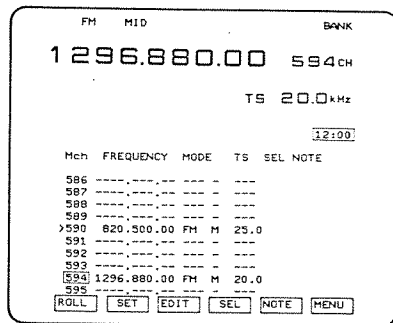 FM MID BANK
1296.880.00 594CH
TS 20.0kHz
12:00
Mch FREQUENCY MODE TS SEL NOTE
586 ----.---.-- --- - ---
587 ----.---.-- --- - ---
588 ----.---.-- --- - ---
589 ----.---.-- --- - ---
>590 820.500.00 FM M 25.0
591 ----.---.-- --- - ---
592 ----.---.-- --- - ---
593 ----.---.-- --- - ---
594 1296.880.00 FM M 20.0
595 ----.---.-- --- - ---
ROLL SET EDIT SEL NOTE MENU